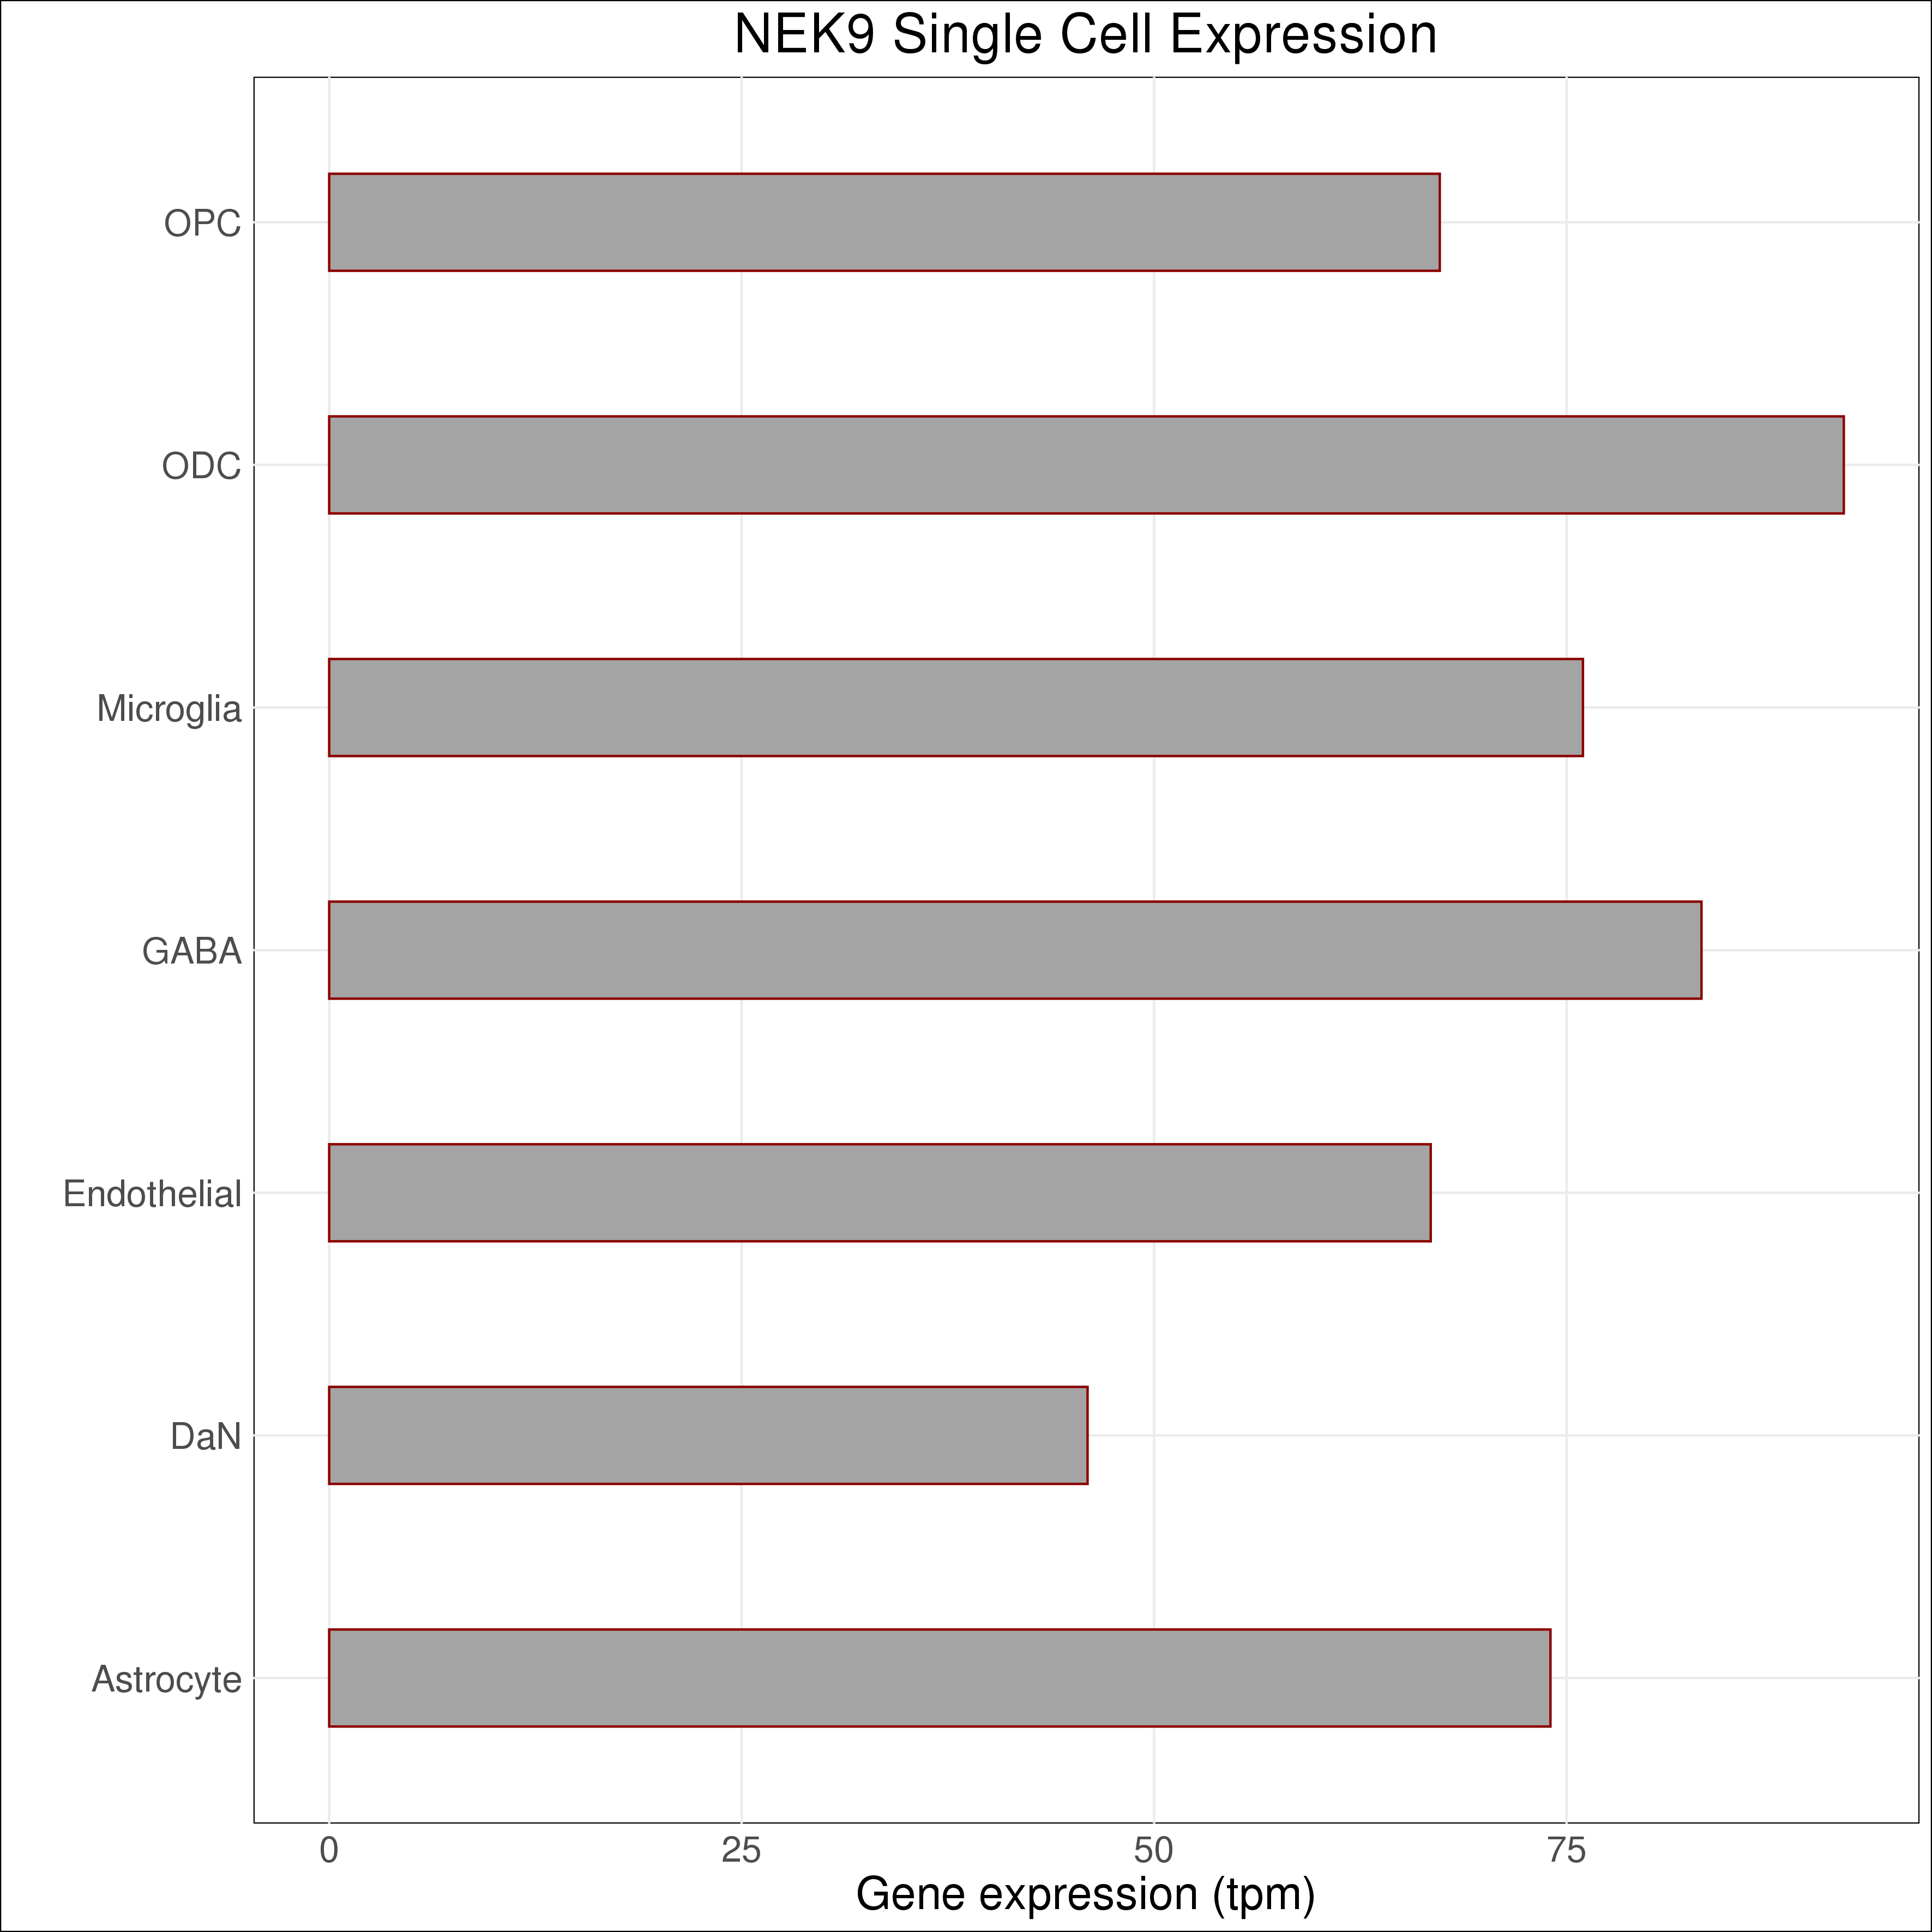 NEK9 Single Cell Expression
OPC
ODC
Microglia
GABA
Endothelial
DaN
Astrocyte
0 25 50 75
Gene expression (tpm)